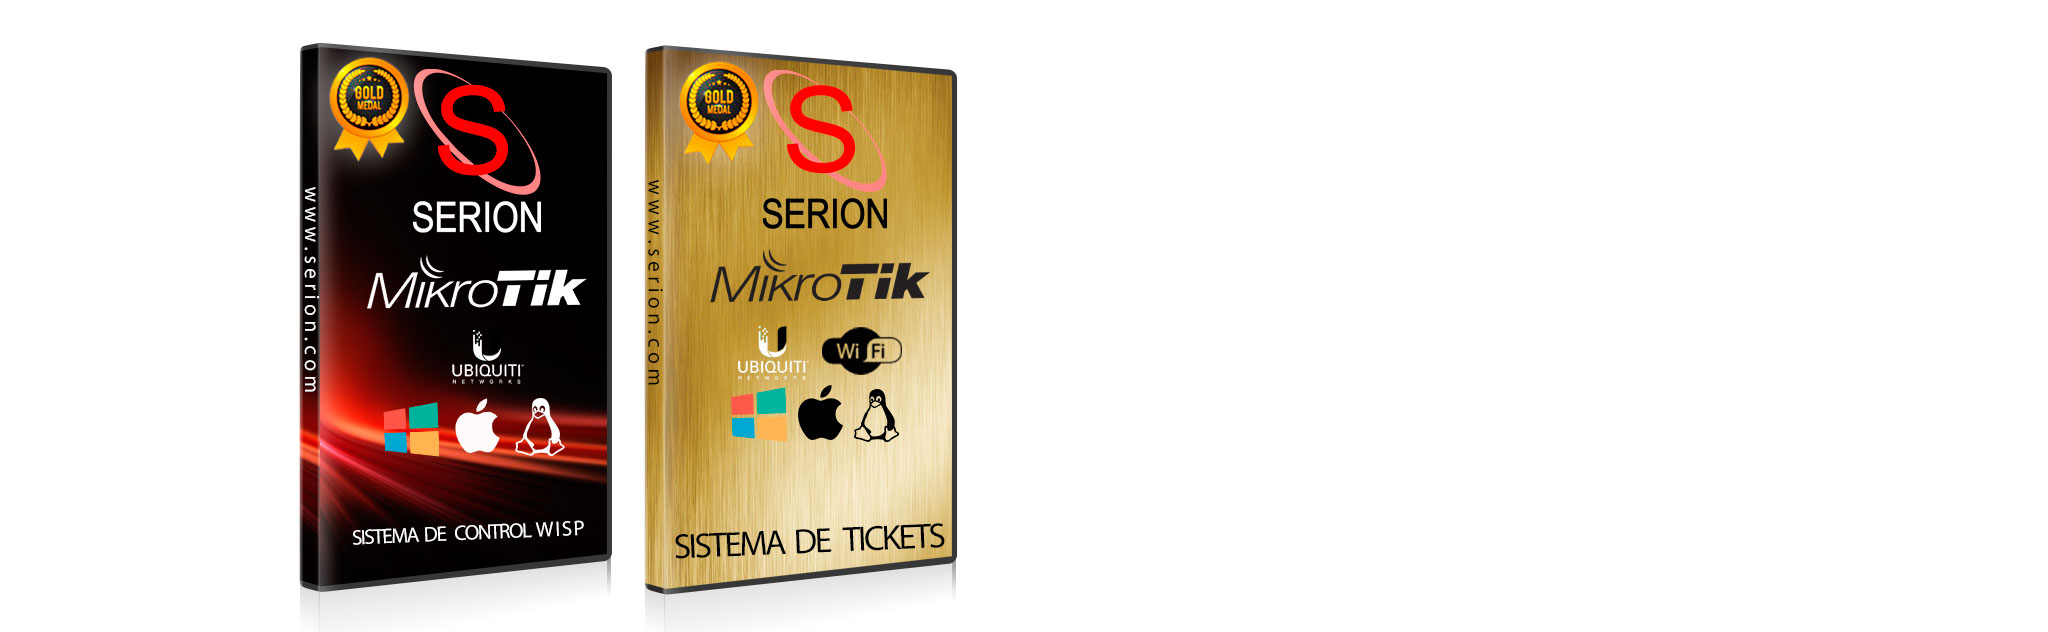 GOLD
MEDAL
S
SERION
www.serion.com
MikroTik
UBIQUITI
NETWORKS
SISTEMA DE CONTROL WISP
GOLD
MEDAL
S
SERION
www.serion.com
MikroTik
UBIQUITI
NETWORKS
Wi Fi
SISTEMA DE TICKETS